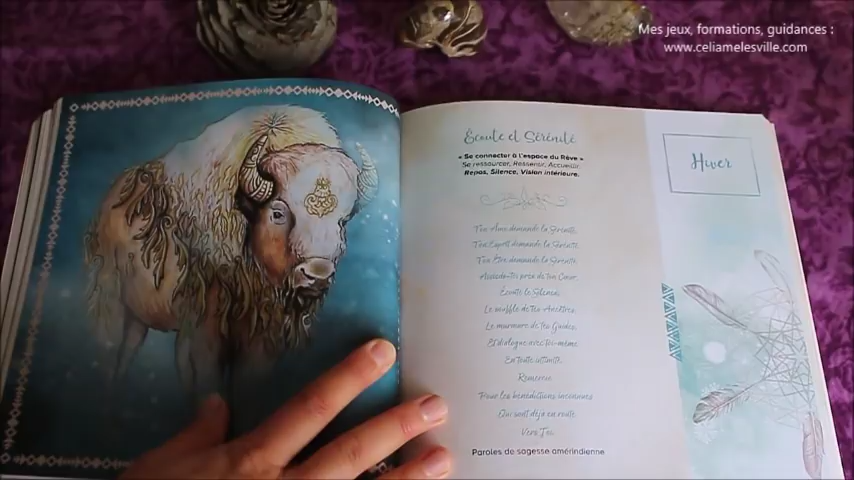 Mes jeux, formations, guidances :
www.celiamelesville.com
Écoute et Sérénité
« Se connecter à l'espace du Rêve »
Se ressourcer, Ressentir, Accueillir.
Repos, Silence, Vision intérieure.
Ton Âme demande la Sérénité,
Ton Esprit demande la Sérénité,
Ton Être demande la Sérénité.
Assieds-toi près de ton Cœur.
Écoute le Silence,
Le souffle de tes Ancêtres,
Le murmure de tes Guides,
Et dialogue avec Toi-même
En toute intimité.
Remercie
Pour les bénédictions inconnues
Qui sont déjà en route
Vers Toi.
Paroles de sagesse amérindienne
Hiver